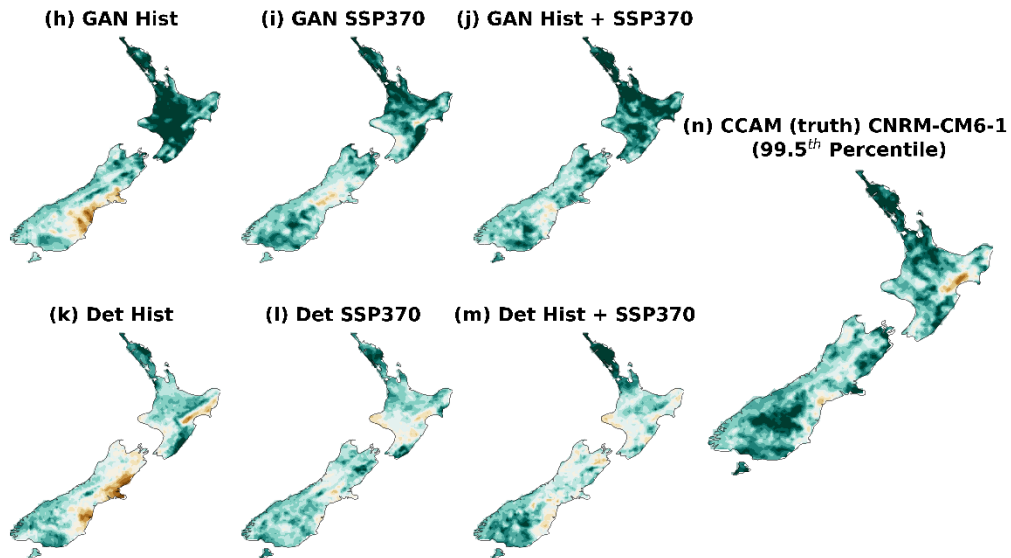 (h) GAN Hist
(i) GAN SSP370
(j) GAN Hist + SSP370
(n) CCAM (truth) CNRM-CM6-1
(99.5th Percentile)
(k) Det Hist
(l) Det SSP370
(m) Det Hist + SSP370